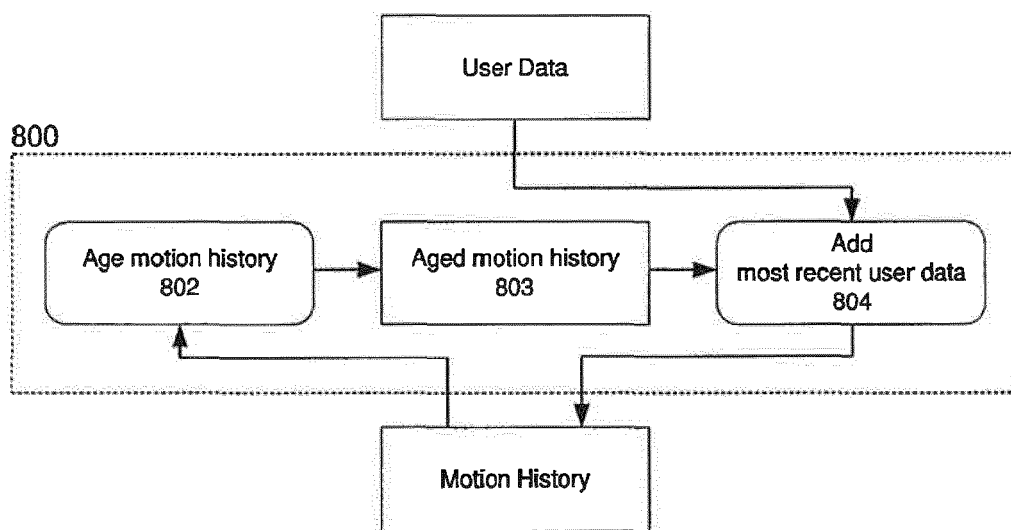 User Data
800
Age motion history
802
Aged motion history
803
Add
most recent user data
804
Motion History